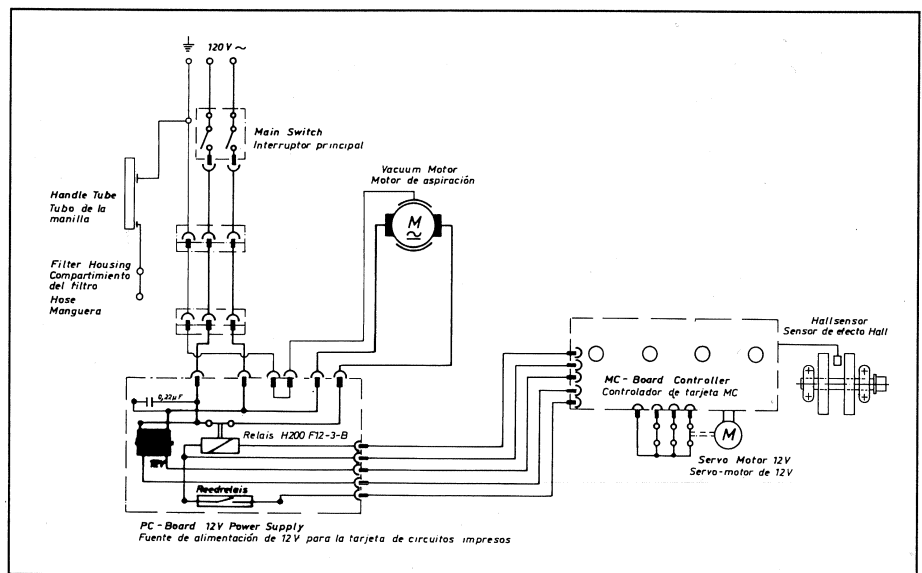 120V ~
Main Switch
Interruptor principal
Vacuum Motor
Motor de aspiración
M
Handle Tube
Tubo de la
manilla
Filter Housing
Compartimiento
del filtro
Hose
Manguera
Hallsensor
Sensor de efecto Hall
MC-Board Controller
Controlador de tarjeta MC
M
Servo Motor 12V
Servo-motor de 12V
0,22µF
Relais H200 F12-3-B
12V
Reedrelais
PC-Board 12V Power Supply
Fuente de alimentación de 12V para la tarjeta de circuitos impresos